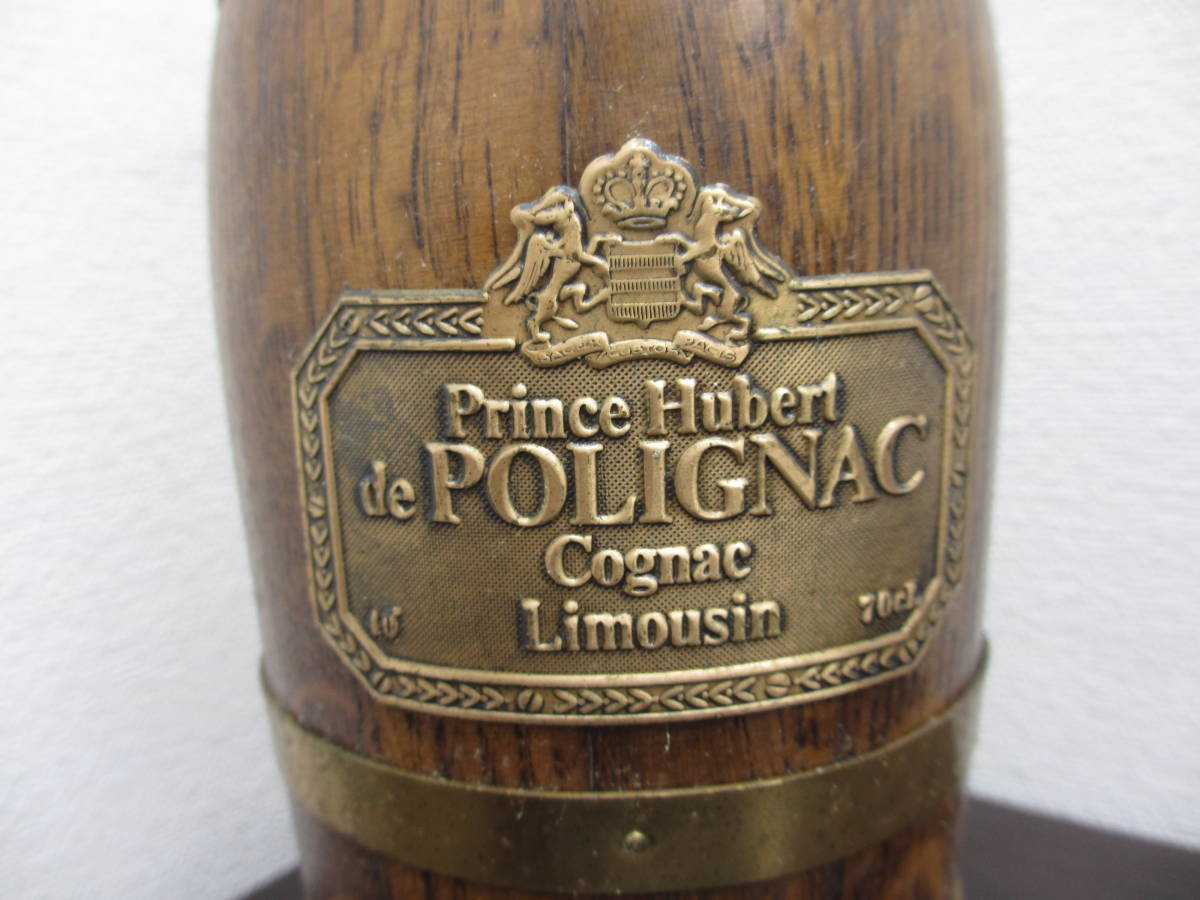 Prince Hubert
de POLIGNAC
Cognac
Limousin
70cl